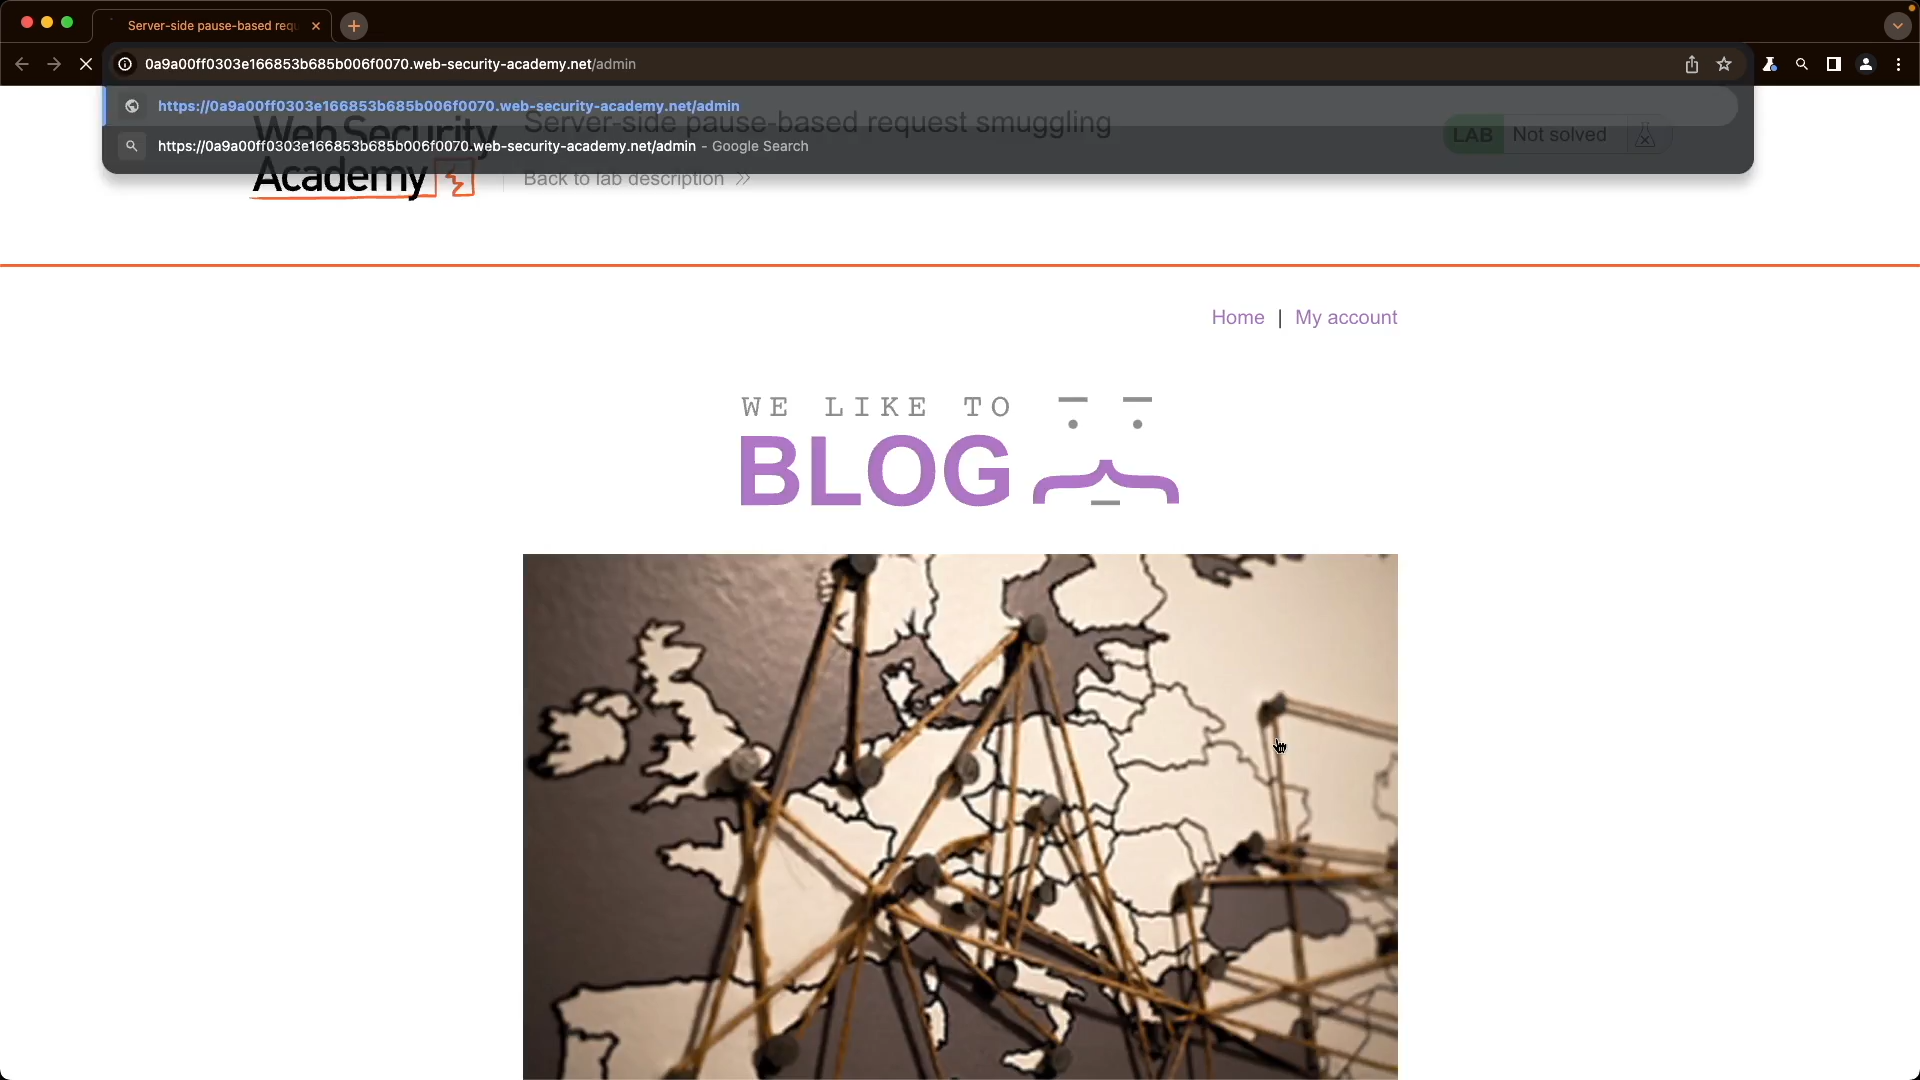 Server-side pause-based requ
0a9a00ff0303e166853b685b006f0070.web-security-academy.net/admin
https://0a9a00ff0303e166853b685b006f0070.web-security-academy.net/admin
https://0a9a00ff0303e166853b685b006f0070.web-security-academy.net/admin - Google Search
Web Security
Academy
Server-side pause-based request smuggling
Back to lab description
LAB Not solved
Home | My account
WE LIKE TO
BLOG